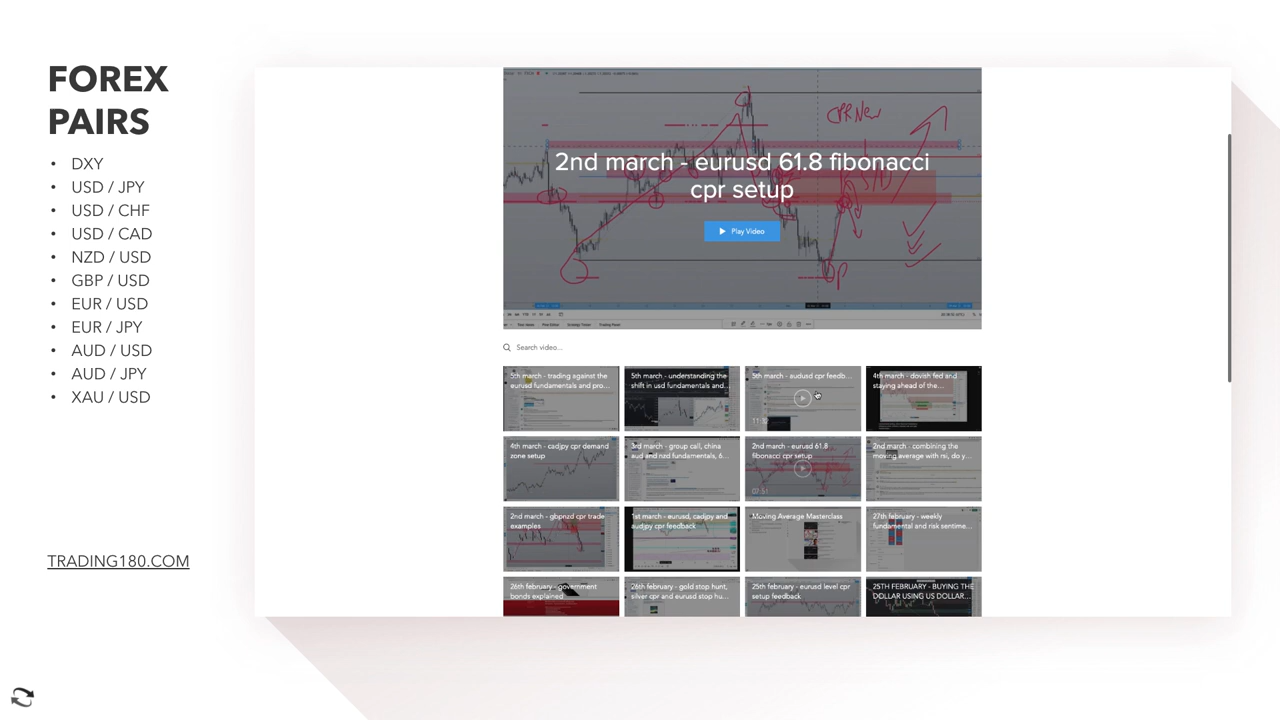 FOREX
PAIRS
• DXY
• USD / JPY
• USD / CHF
• USD / CAD
• NZD / USD
• GBP / USD
• EUR / USD
• EUR / JPY
• AUD / USD
• AUD / JPY
• XAU / USD
TRADING180.COM
CPR New
2nd march - eurusd 61.8 fibonacci
cpr setup
Play Video
Search video...
5th march - trading against the
eurusd fundamentals and pro...
5th march - understanding the
shift in usd fundamentals and...
5th march - audusd cpr feedb...
11:32
4th march - dovish fed and
staying ahead of the...
4th march - cadjpy cpr demand
zone setup
3rd march - group call, china
aud and nzd fundamentals, 6...
2nd march - eurusd 61.8
fibonacci cpr setup
07:51
2nd march - combining the
moving average with rsi, do y...
2nd march - gbpnzd cpr trade
examples
1st march - eurusd, cadjpy and
audjpy cpr feedback
Moving Average Masterclass
27th february - weekly
fundamental and risk sentime...
26th february - government
bonds explained
26th february - gold stop hunt,
silver cpr and eurusd stop hu...
25th february - eurusd level cpr
setup feedback
25TH FEBRUARY - BUYING THE
DOLLAR USING US DOLLAR...